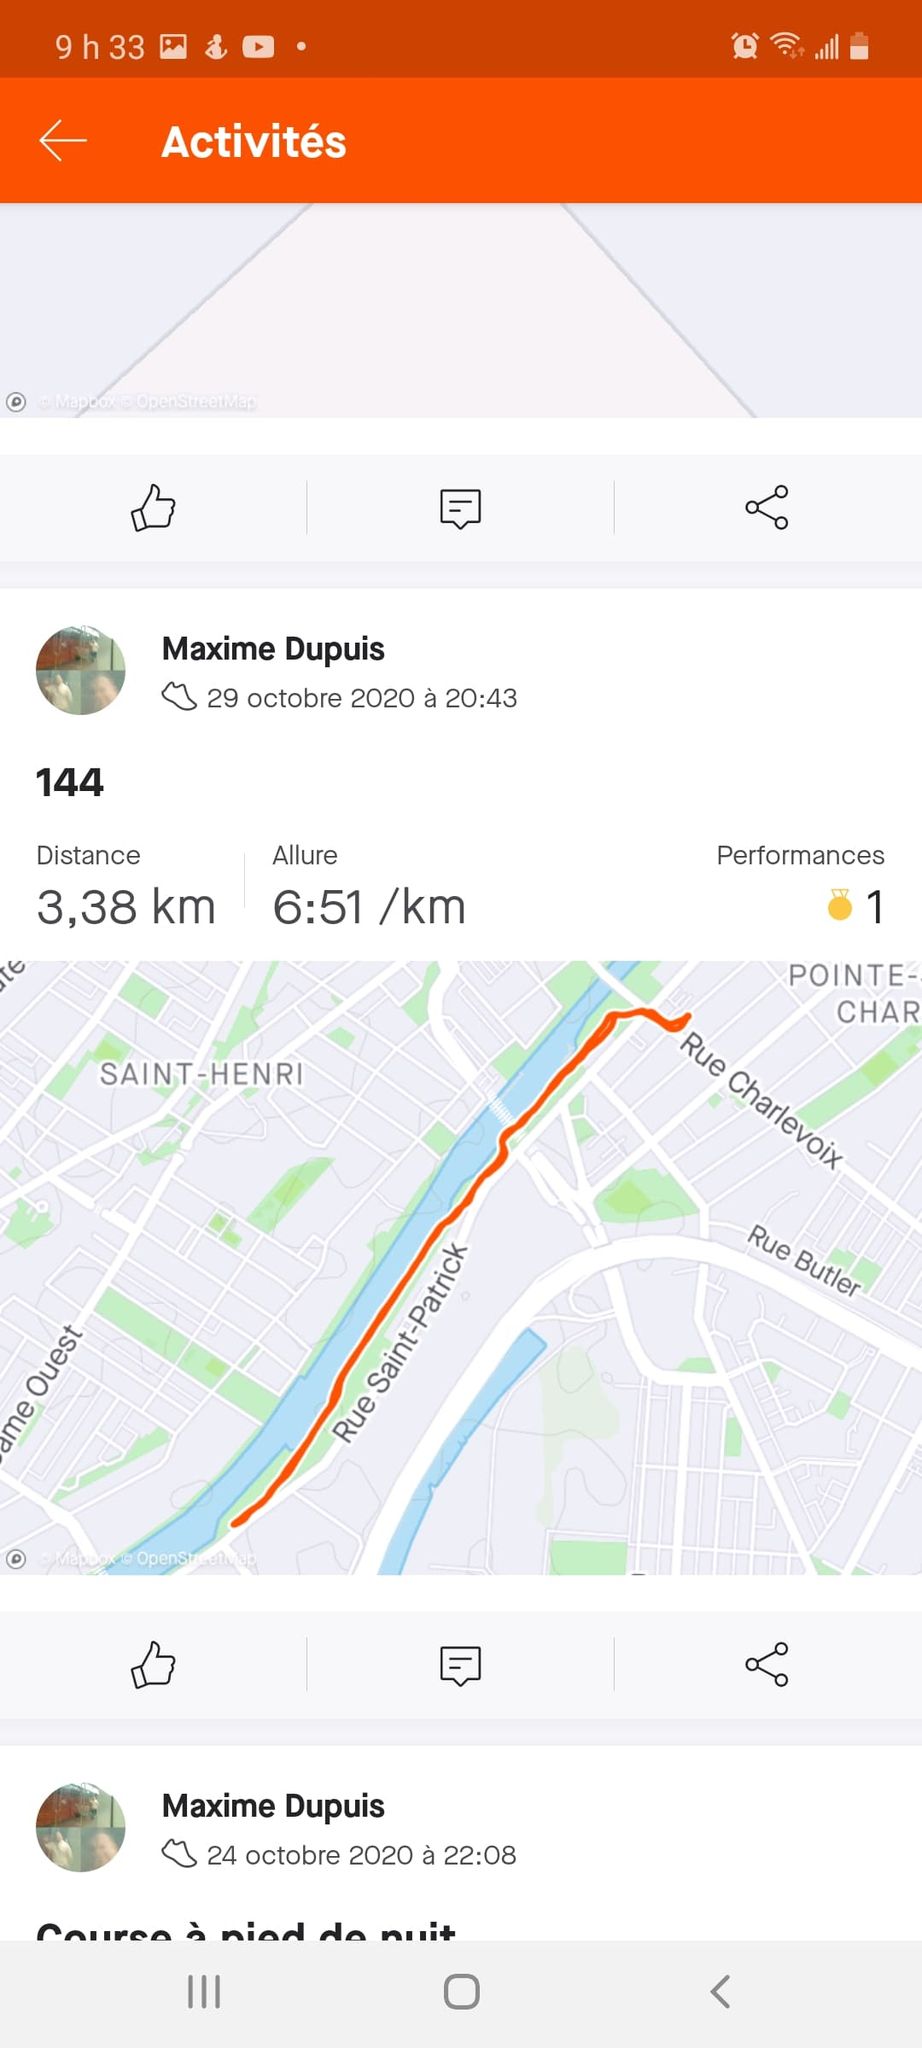 9 h 33
Activités
© Mapbox © OpenStreetMap
Maxime Dupuis
29 octobre 2020 à 20:43
144
Distance
Allure
Performances
3,38 km
6:51 /km
1
POINTE-
CHAR
SAINT-HENRI
Rue Charlevoix
Rue Butler
Rue Saint-Patrick
ame Ouest
© Mapbox © OpenStreetMap
Maxime Dupuis
24 octobre 2020 à 22:08
Course à pied de nuit